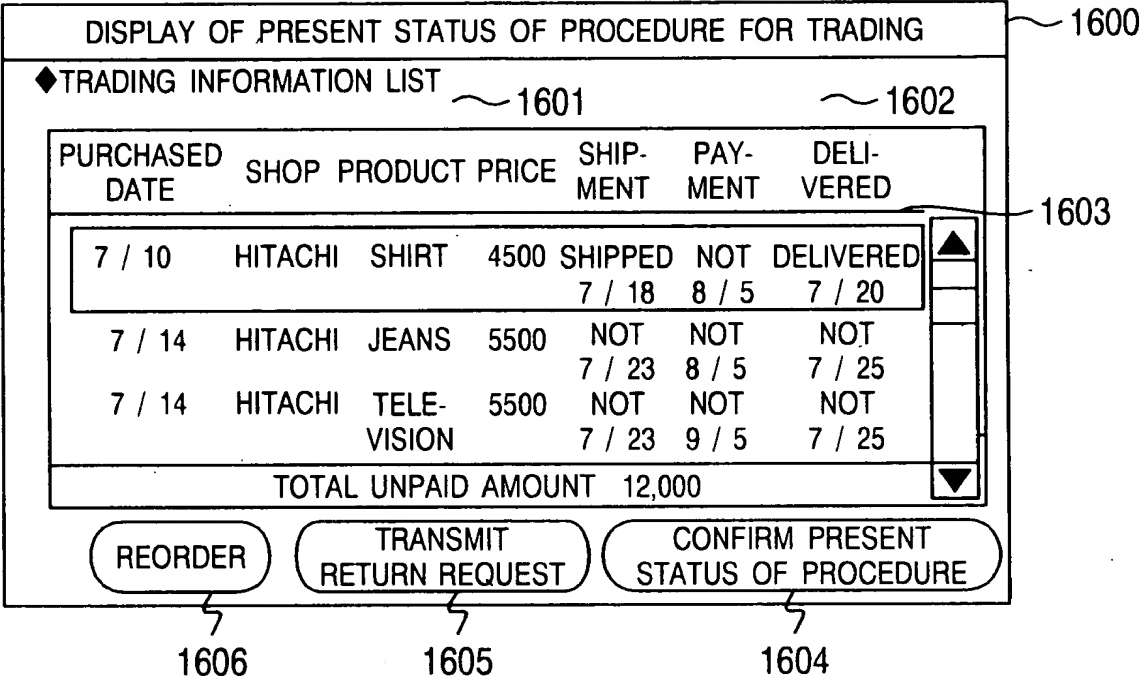 DISPLAY OF PRESENT STATUS OF PROCEDURE FOR TRADING
1600
◆TRADING INFORMATION LIST
1601
1602
PURCHASED DATE SHOP PRODUCT PRICE SHIP-MENT PAY-MENT DELI-VERED
1603
7 / 10 HITACHI SHIRT 4500 SHIPPED NOT DELIVERED
7 / 18 8 / 5 7 / 20
7 / 14 HITACHI JEANS 5500 NOT NOT NOT
7 / 23 8 / 5 7 / 25
7 / 14 HITACHI TELE- 5500 NOT NOT NOT
VISION 7 / 23 9 / 5 7 / 25
TOTAL UNPAID AMOUNT 12,000
REORDER
TRANSMIT
RETURN REQUEST
CONFIRM PRESENT
STATUS OF PROCEDURE
1606
1605
1604